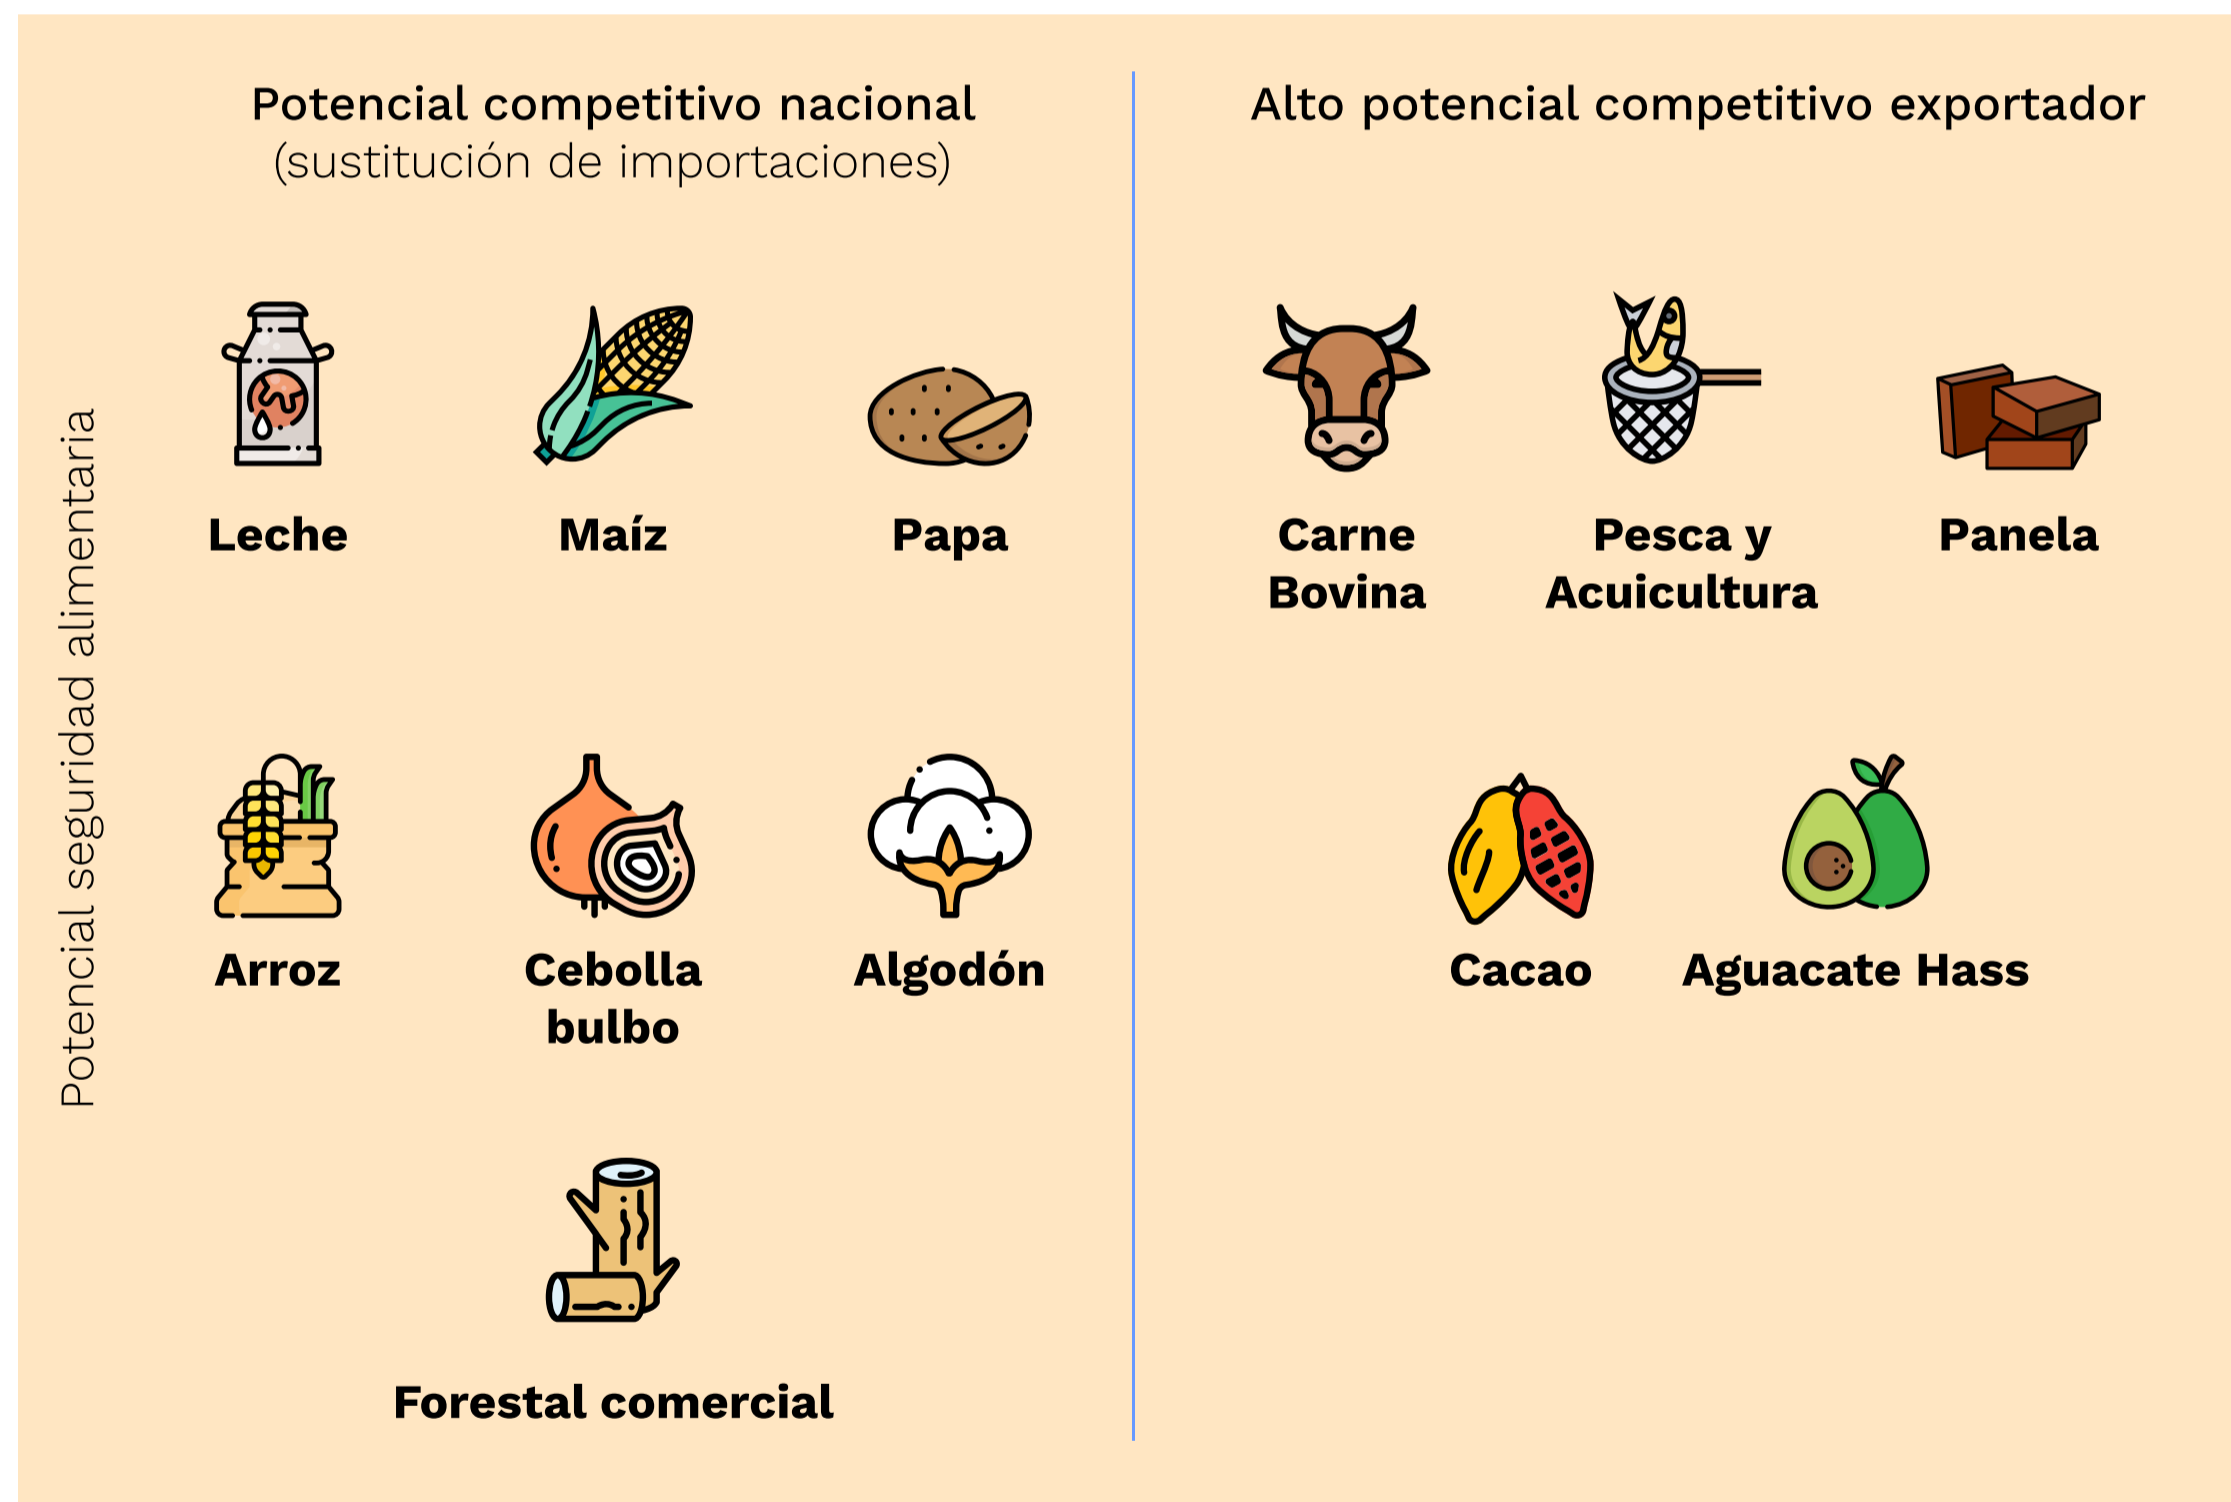 Potencial seguridad alimentaria
Potencial competitivo nacional
(sustitución de importaciones)
Leche
Maíz
Papa
Arroz
Cebolla
bulbo
Algodón
Forestal comercial
Alto potencial competitivo exportador
Carne
Bovina
Pesca y
Acuicultura
Panela
Cacao
Aguacate Hass